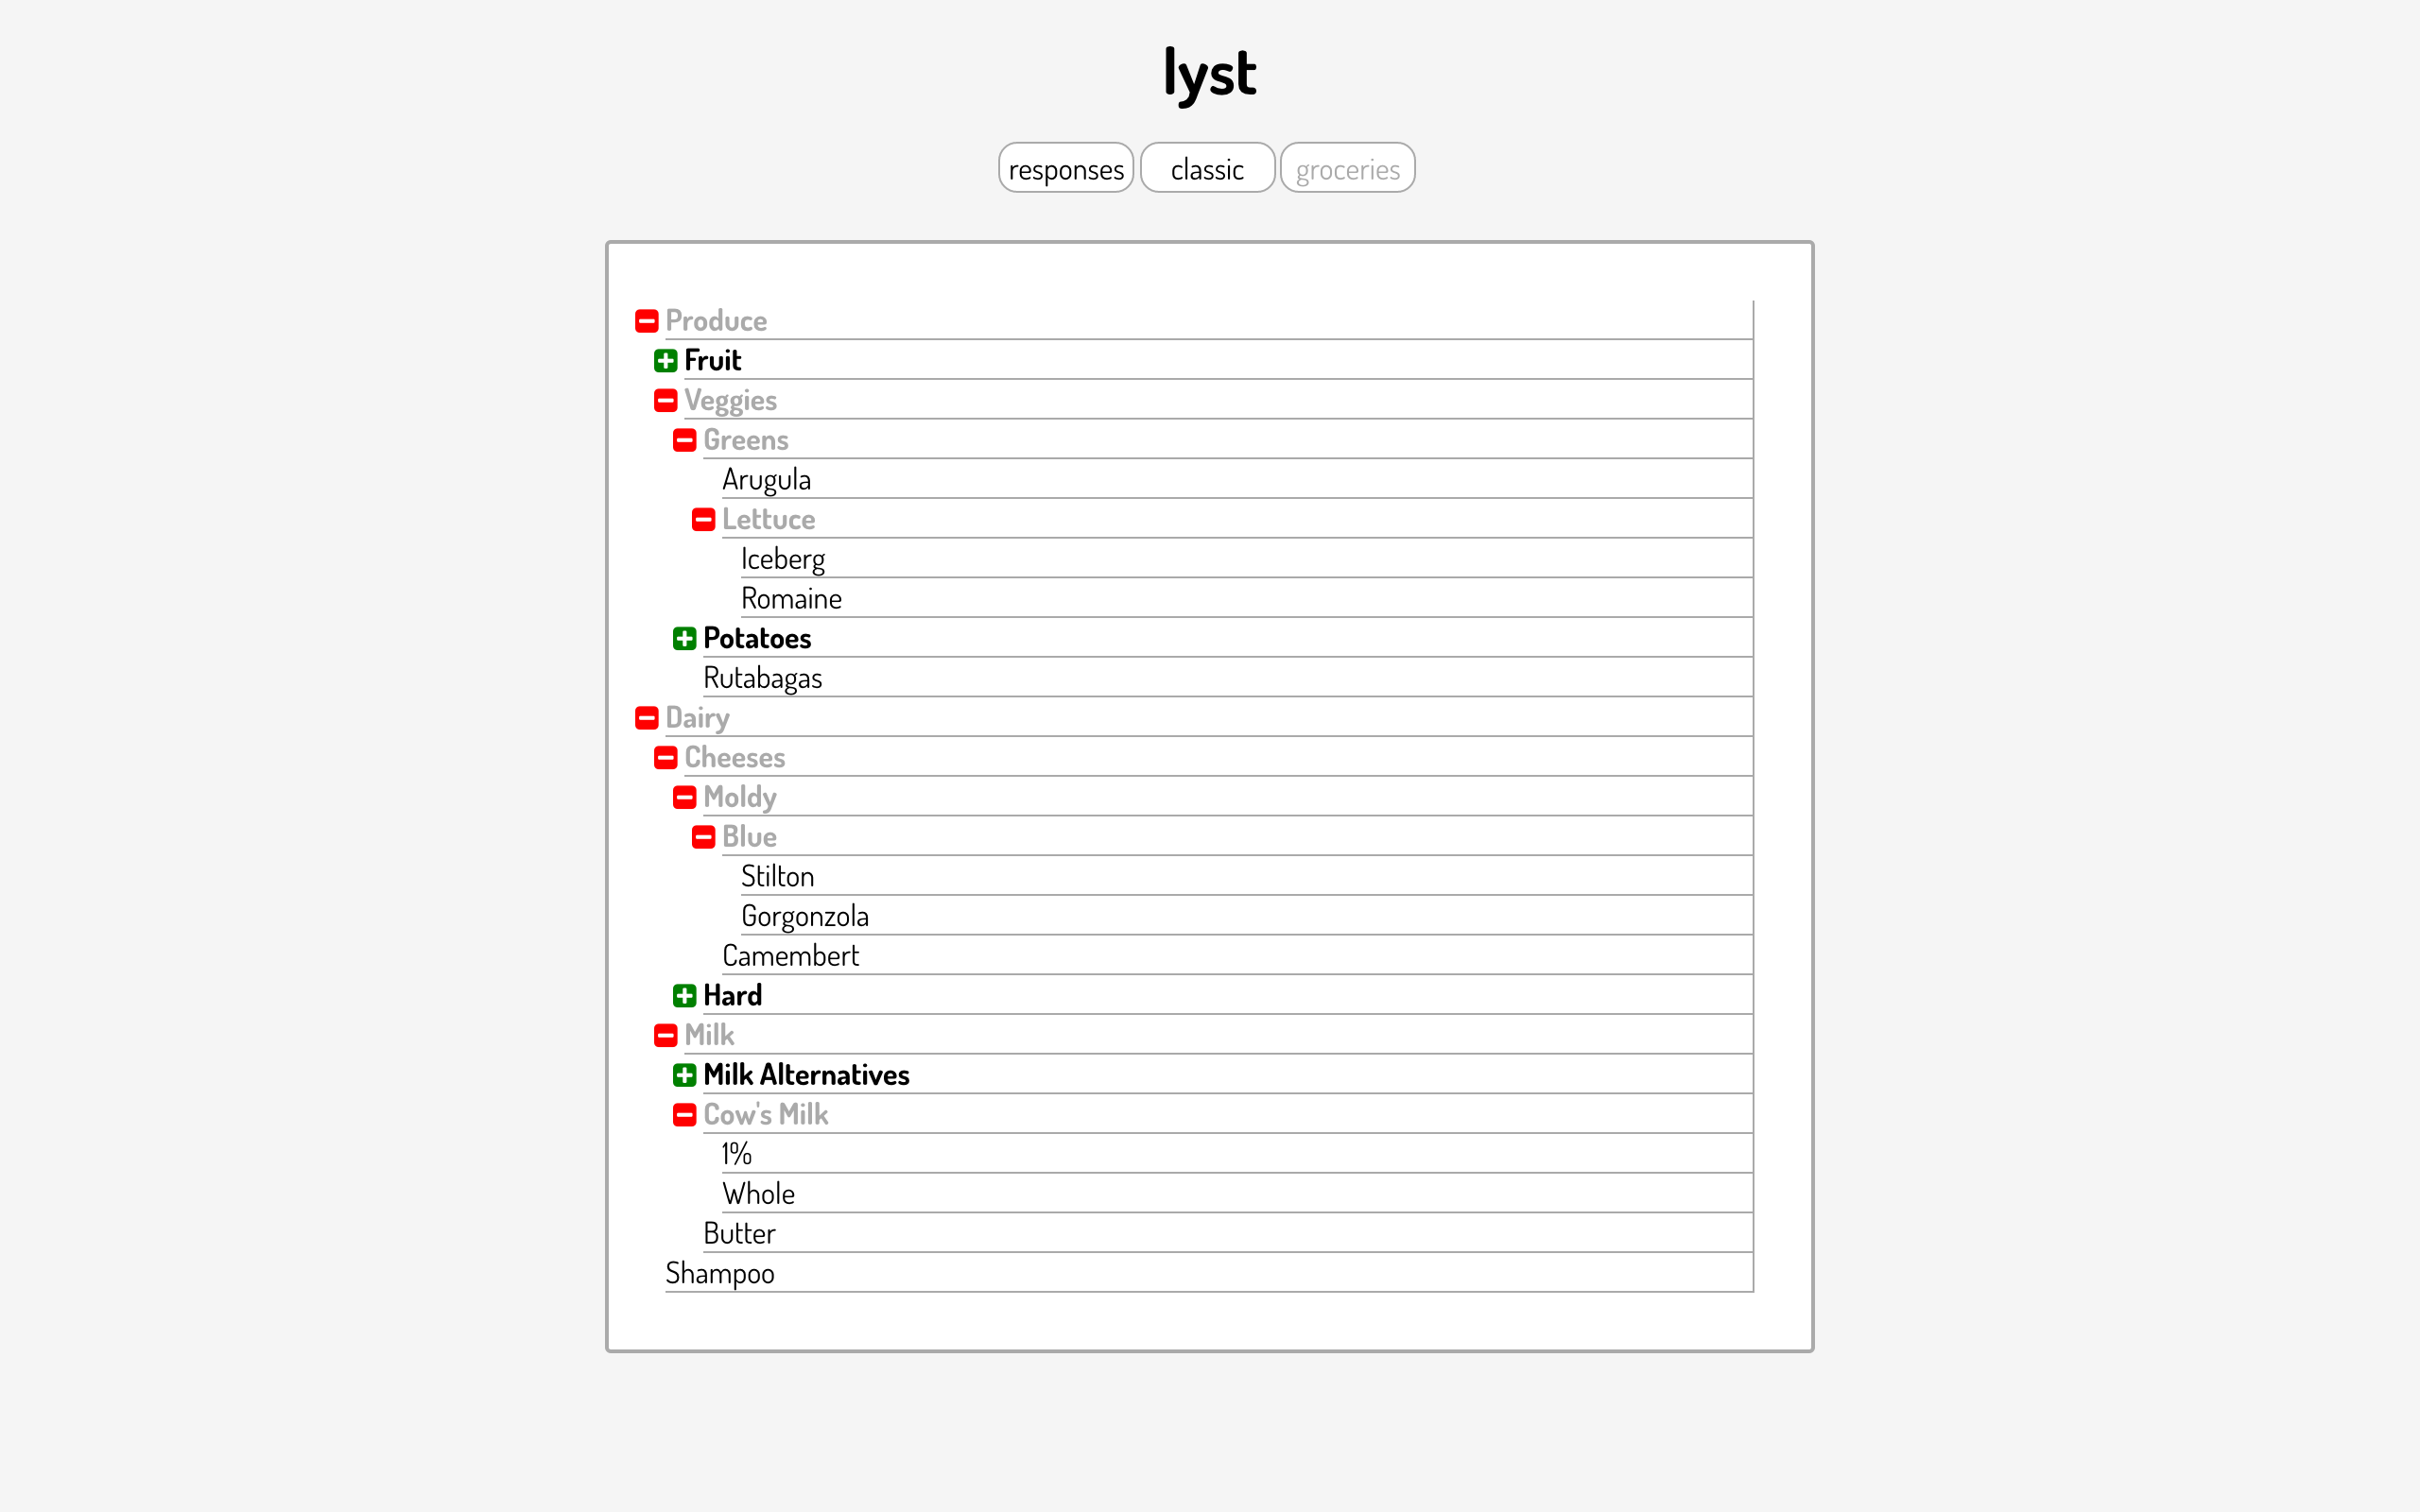 lyst
responses classic groceries
Produce
Fruit
Veggies
Greens
Arugula
Lettuce
Iceberg
Romaine
Potatoes
Rutabagas
Dairy
Cheeses
Moldy
Blue
Stilton
Gorgonzola
Camembert
Hard
Milk
Milk Alternatives
Cow's Milk
1%
Whole
Butter
Shampoo